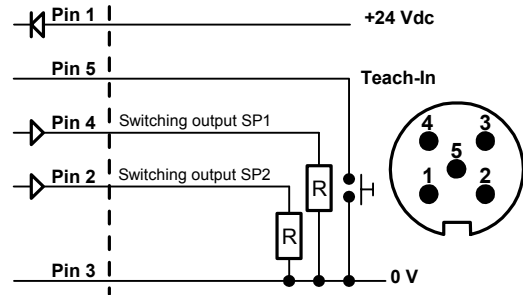 Pin 1 +24 Vdc
Pin 5 Teach-In
Pin 4 Switching output SP1
Pin 2 Switching output SP2
R
R
Pin 3 0 V
4 3
5
1 2